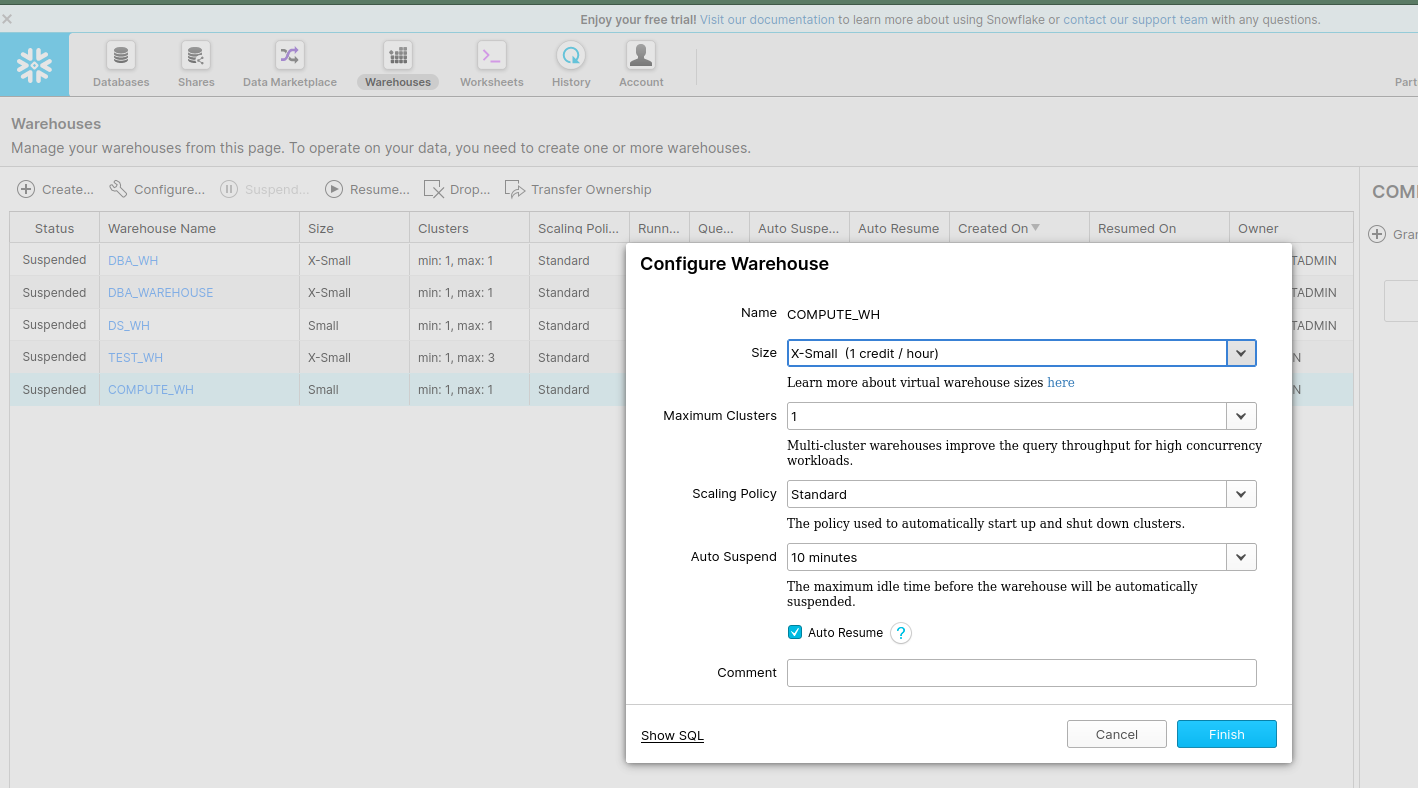 Enjoy your free trial! Visit our documentation to learn more about using Snowflake or contact our support team with any questions.
Databases Shares Data Marketplace Warehouses Worksheets History Account
Part
Warehouses
Manage your warehouses from this page. To operate on your data, you need to create one or more warehouses.
Create... Configure... Suspend... Resume... Drop... Transfer Ownership
Status Warehouse Name Size Clusters Scaling Poli... Runn... Que... Auto Suspe... Auto Resume Created On Resumed On Owner
Suspended DBA_WH X-Small min: 1, max: 1 Standard TADMIN
Suspended DBA_WAREHOUSE X-Small min: 1, max: 1 Standard TADMIN
Suspended DS_WH Small min: 1, max: 1 Standard TADMIN
Suspended TEST_WH X-Small min: 1, max: 3 Standard N
Suspended COMPUTE_WH Small min: 1, max: 1 Standard N
COM
Gra
Configure Warehouse
Name COMPUTE_WH
Size X-Small (1 credit / hour)
Learn more about virtual warehouse sizes here
Maximum Clusters 1
Multi-cluster warehouses improve the query throughput for high concurrency
workloads.
Scaling Policy Standard
The policy used to automatically start up and shut down clusters.
Auto Suspend 10 minutes
The maximum idle time before the warehouse will be automatically
suspended.
Auto Resume ?
Comment
Show SQL Cancel Finish